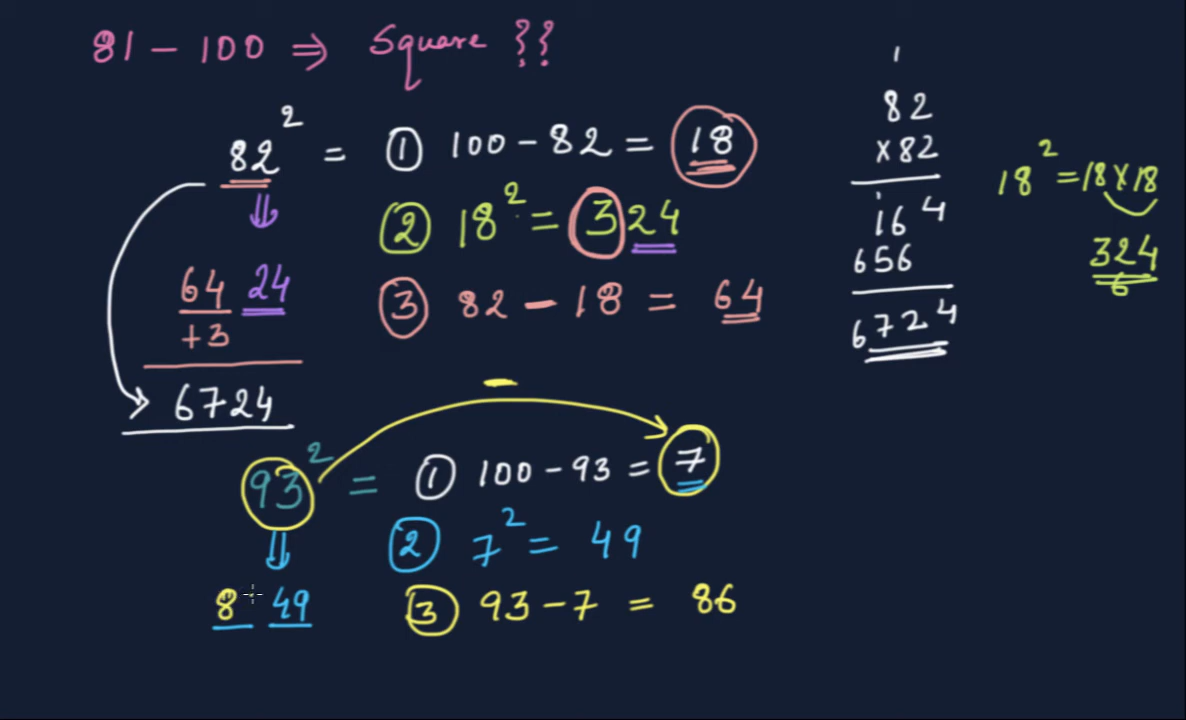 81 - 100 ⇒ Square ??
82² = ① 100 - 82 = 18
② 18² = 324
③ 82 - 18 = 64
64 24
+3
6724
1
82
x82
1
164
656
6724
18² = 18 x 18
324
6
-
93² = ① 100 - 93 = 7
② 7² = 49
③ 93 - 7 = 86
8 49